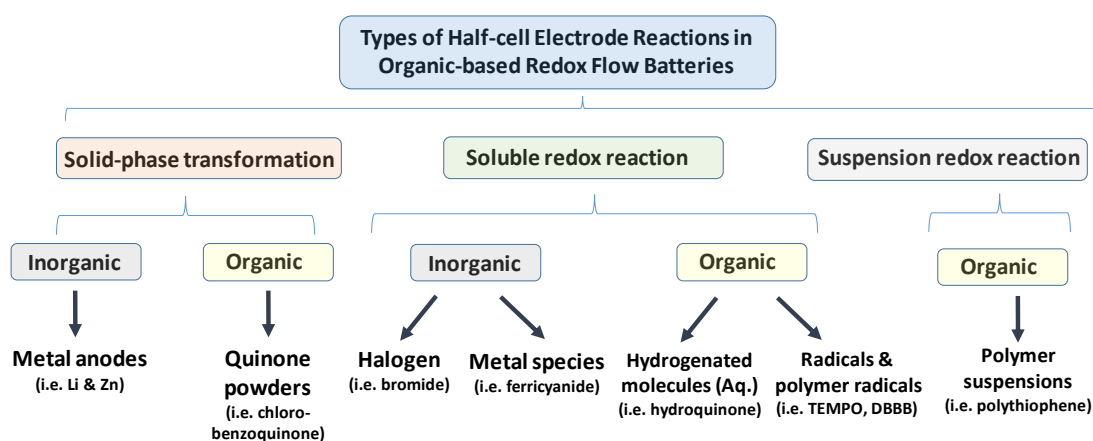 Types of Half-cell Electrode Reactions in
Organic-based Redox Flow Batteries
Solid-phase transformation
Soluble redox reaction
Suspension redox reaction
Inorganic
Organic
Inorganic
Organic
Organic
Metal anodes
(i.e. Li & Zn)
Quinone
powders
(i.e. chloro-
benzoquinone)
Halogen
(i.e. bromide)
Metal species
(i.e. ferricyanide)
Hydrogenated
molecules (Aq.)
(i.e. hydroquinone)
Radicals &
polymer radicals
(i.e. TEMPO, DBBB)
Polymer
suspensions
(i.e. polythiophene)